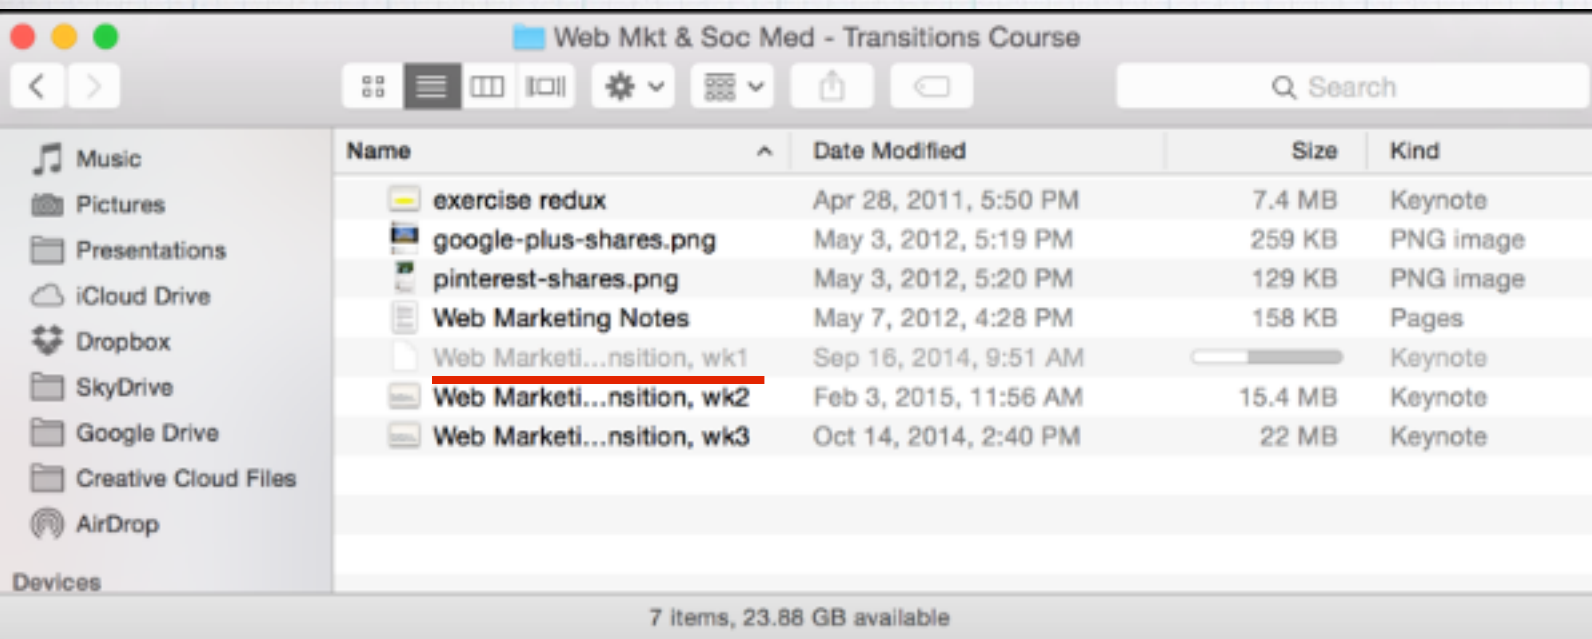 Web Mkt & Soc Med - Transitions Course
Search
Music
Pictures
Presentations
iCloud Drive
Dropbox
SkyDrive
Google Drive
Creative Cloud Files
AirDrop
Devices
Name Date Modified Size Kind
exercise redux Apr 28, 2011, 5:50 PM 7.4 MB Keynote
google-plus-shares.png May 3, 2012, 5:19 PM 259 KB PNG image
pinterest-shares.png May 3, 2012, 5:20 PM 129 KB PNG image
Web Marketing Notes May 7, 2012, 4:28 PM 158 KB Pages
Web Marketi...nsition, wk1 Sep 16, 2014, 9:51 AM Keynote
Web Marketi...nsition, wk2 Feb 3, 2015, 11:56 AM 15.4 MB Keynote
Web Marketi...nsition, wk3 Oct 14, 2014, 2:40 PM 22 MB Keynote
7 items, 23.88 GB available